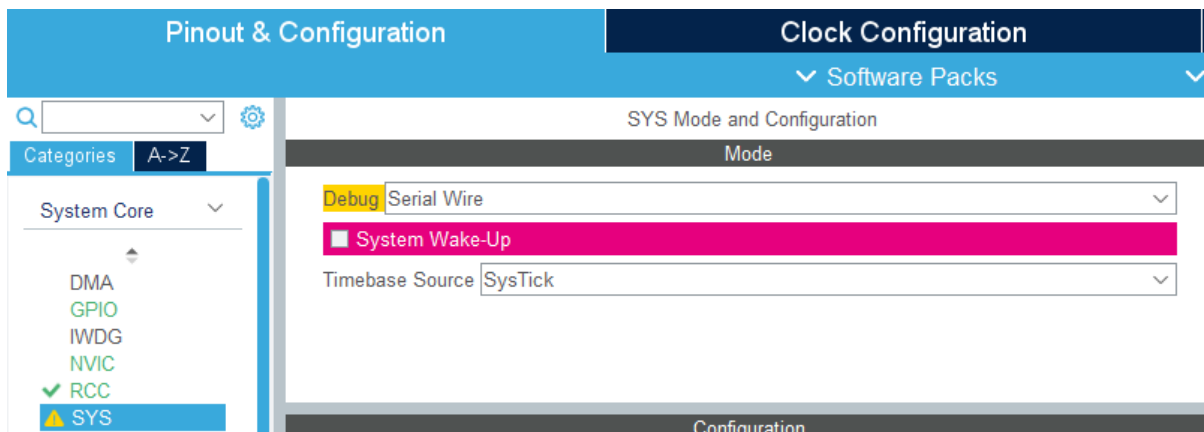 Pinout & Configuration
Clock Configuration
Software Packs
SYS Mode and Configuration
Categories
A->Z
Mode
System Core
Debug Serial Wire
System Wake-Up
Timebase Source SysTick
DMA
GPIO
IWDG
NVIC
RCC
SYS
Configuration